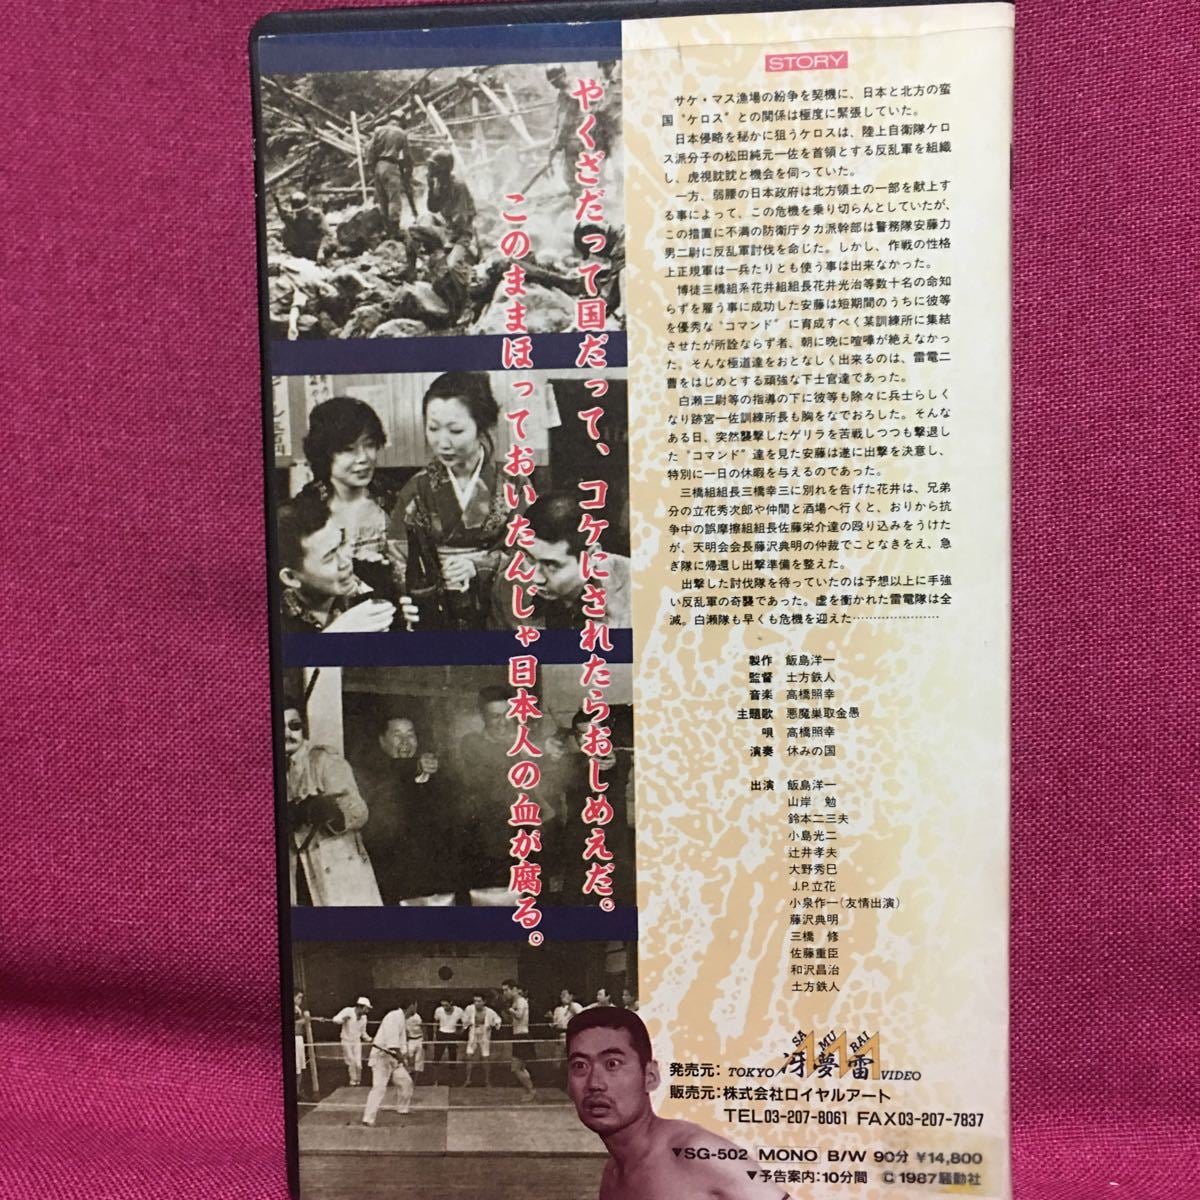 やくざだって国だって、コケにされたらおしめえだ。
このままほっておいたんじゃ日本人の血が腐る。
STORY
サケ・マス漁場の紛争を契機に、日本と北方の蛮
国“ケロス”との関係は極度に緊張していた。
日本侵略を秘かに狙うケロスは、陸上自衛隊ケロ
ス派分子の松田純元一佐を首領とする反乱軍を組織
し、虎視眈眈と機会を伺っていた。
一方、弱腰の日本政府は北方領土の一部を献上す
る事によって、この危機を乗り切らんとしていたが、
この措置に不満の防衛庁タカ派幹部は警務隊安藤力
男二尉に反乱軍討伐を命じた。しかし、作戦の性格
上正規軍は一兵たりとも使う事は出来なかった。
博徒三橋組系花井組組長花井光治等数十名の命知
らずを雇う事に成功した安藤は短期間のうちに彼等
を優秀な“コマンド”に育成すべく某訓練所に集結
させたが所詮ならず者、朝に晩に喧嘩が絶えなかっ
た。そんな極道達をおとなしく出来るのは、雷電二
曹をはじめとする頑強な下士官達であった。
白瀬三尉等の指導の下に彼等も除々に兵士らしく
なり跡宮一佐訓練所長も胸をなでおろした。そんな
ある日、突然襲撃したゲリラを苦戦しつつも撃退し
た“コマンド”達を見た安藤は遂に出撃を決意し、
特別に一日の休暇を与えるのであった。
三橋組組長三橋幸三に別れを告げた花井は、兄弟
分の立花秀次郎や仲間と酒場へ行くと、おりから抗
争中の誤摩擦組組長佐藤栄介達の殴り込みをうけた
が、天明会会長藤沢典明の仲裁でことなきをえ、急
ぎ隊に帰還し出撃準備を整えた。
出撃した討伐隊を待っていたのは予想以上に手強
い反乱軍の奇襲であった。虚を衝かれた雷電隊は全
滅。白瀬隊も早くも危機を迎えた…………………
製作 飯島洋一
監督 土方鉄人
音楽 高橋照幸
主題歌 悪魔巣取金愚
唄 高橋照幸
演奏 休みの国
出演 飯島洋一
山岸 勉
鈴本二三夫
小島光二
辻井孝夫
大野秀巳
J.P.立花
小泉作一(友情出演)
藤沢典明
三橋 修
佐藤重臣
和沢昌治
土方鉄人
SA MU RAI
発売元: TOKYO 冴夢雷 VIDEO
販売元: 株式会社ロイヤルアート
TEL03-207-8061 FAX03-207-7837
▼SG-502 MONO B/W 90分 ¥14,800
▼予告案内:10分間 © 1987騒動社